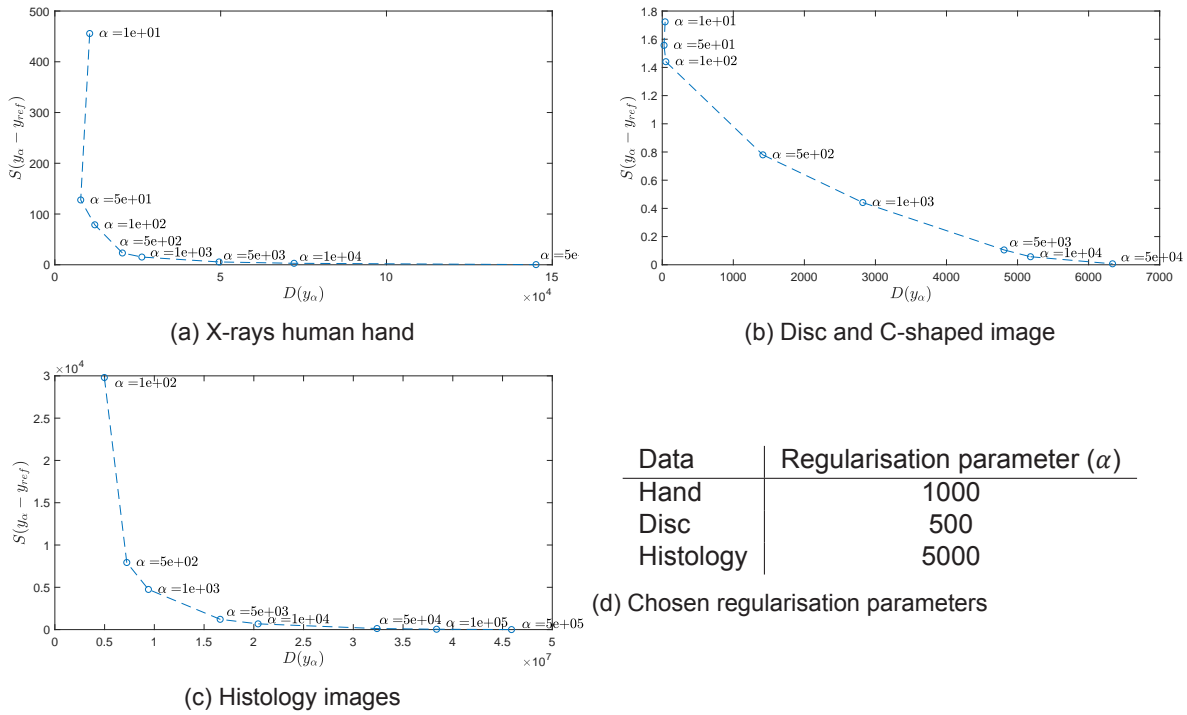 500
400
300
200
100
0
S(y_α − y_ref)
α =1e+01
α =5e+01
α =1e+02
α =5e+02
α =1e+03
α =5e+03
α =1e+04
α =5e
0 5 10 15
×10⁴
D(y_α)
(a) X-rays human hand
1.8
1.6
1.4
1.2
1
0.8
0.6
0.4
0.2
0
S(y_α − y_ref)
α =1e+01
α =5e+01
α =1e+02
α =5e+02
α =1e+03
α =5e+03
α =1e+04
α =5e+04
0 1000 2000 3000 4000 5000 6000 7000
D(y_α)
(b) Disc and C-shaped image
×10⁴
3
2.5
2
1.5
1
0.5
0
S(y_α − y_ref)
α =1e+02
α =5e+02
α =1e+03
α =5e+03
α =1e+04
α =5e+04
α =1e+05
α =5e+05
0 0.5 1 1.5 2 2.5 3 3.5 4 4.5 5
×10⁷
D(y_α)
(c) Histology images
Data Regularisation parameter (α)
Hand 1000
Disc 500
Histology 5000
(d) Chosen regularisation parameters